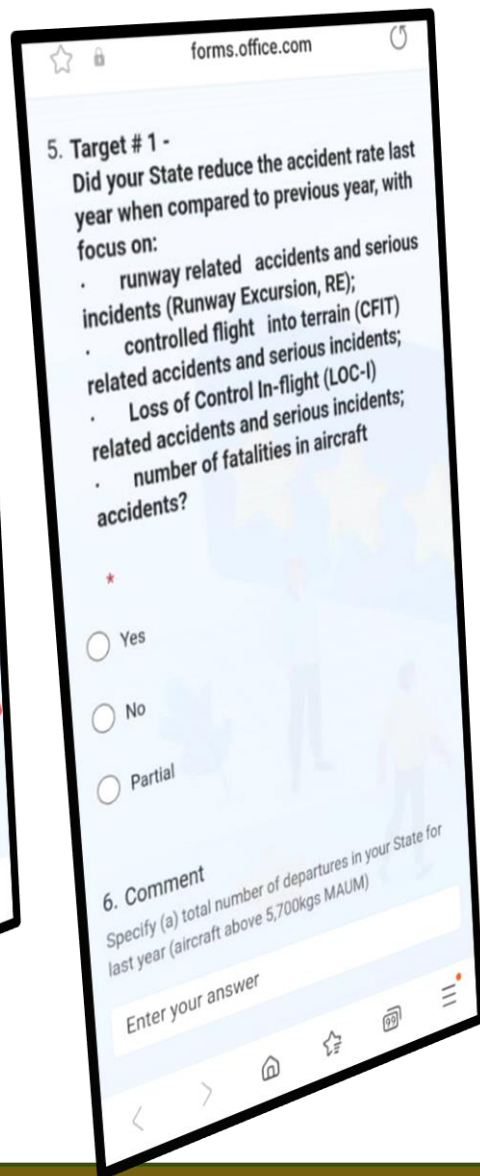 forms.office.com
5. Target # 1 -
Did your State reduce the accident rate last
year when compared to previous year, with
focus on:
· runway related accidents and serious
incidents (Runway Excursion, RE);
· controlled flight into terrain (CFIT)
related accidents and serious incidents;
· Loss of Control In-flight (LOC-I)
related accidents and serious incidents;
· number of fatalities in aircraft
accidents?
*
Yes
No
Partial
6. Comment
Specify (a) total number of departures in your State for
last year (aircraft above 5,700kgs MAUM)
Enter your answer
99